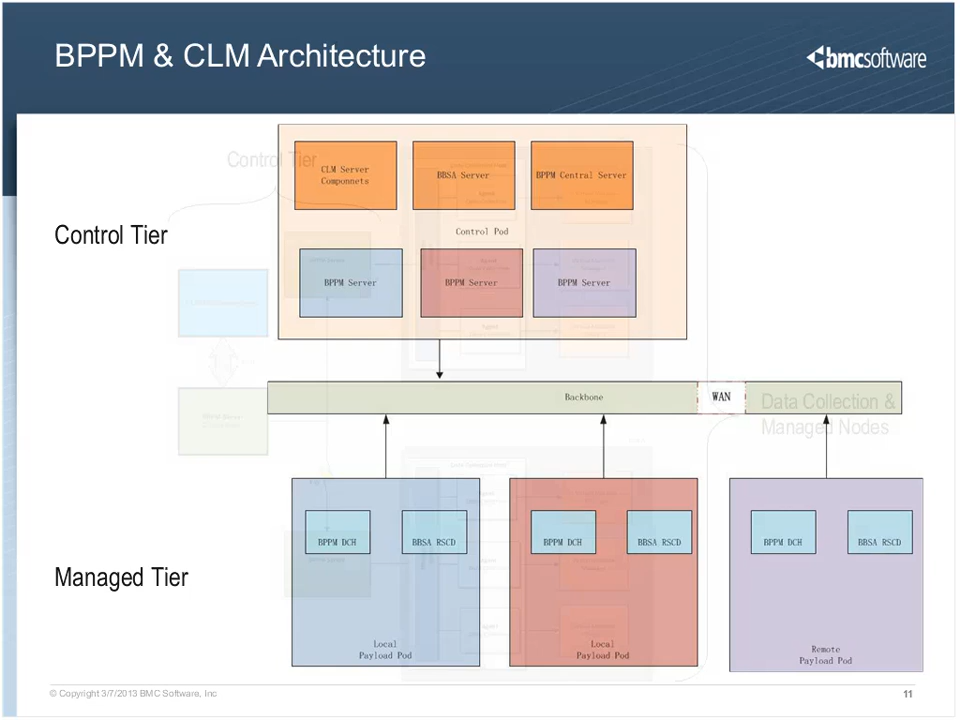 BPPM & CLM Architecture
bmcsoftware
Control Tier
CLM Server
Componnets
BBSA Server
BPPM Central Server
Control Tier
Control Pod
BPPM Server
BPPM Server
BPPM Server
Backbone
WAN
Data Collection &
Managed Nodes
BPPM DCH
BBSA RSCD
BPPM DCH
BBSA RSCD
BPPM DCH
BBSA RSCD
Managed Tier
Local
Payload Pod
Local
Payload Pod
Remote
Payload Pod
© Copyright 3/7/2013 BMC Software, Inc
11